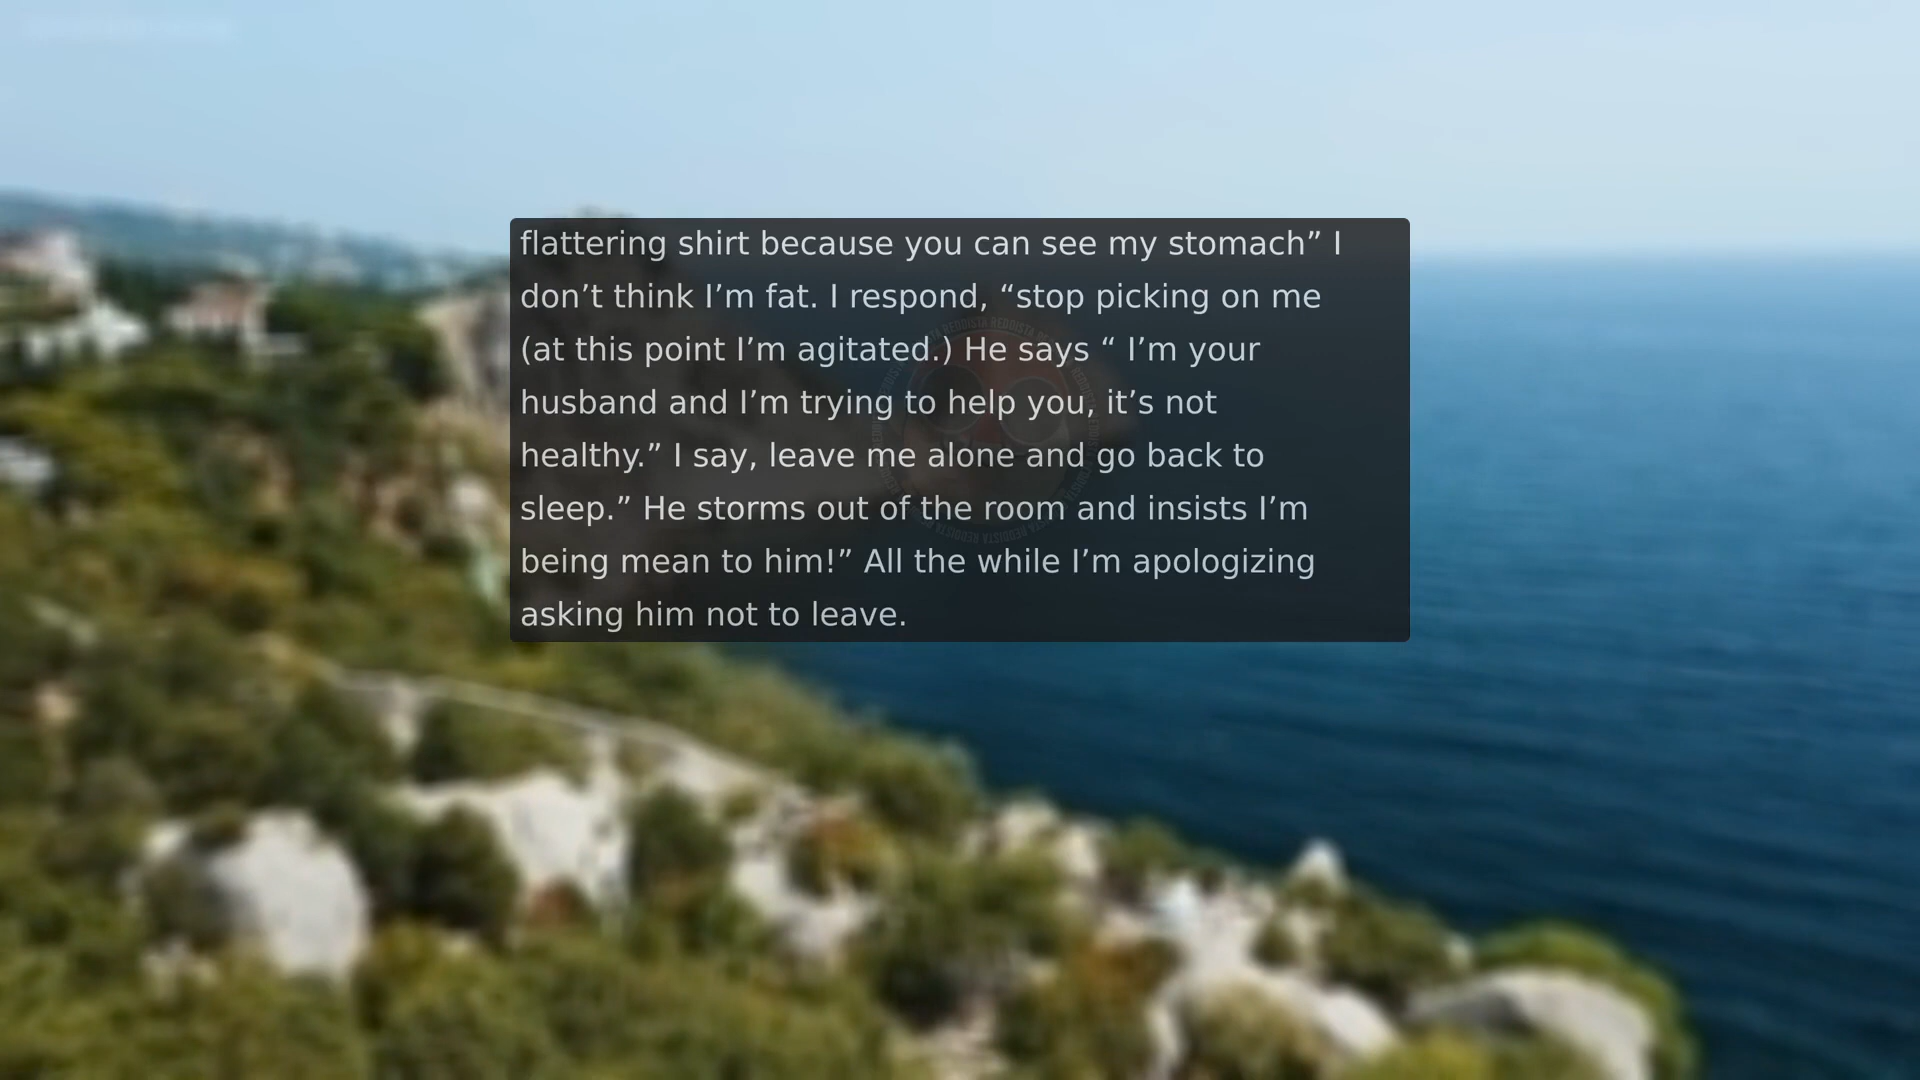 flattering shirt because you can see my stomach” I
don’t think I’m fat. I respond, “stop picking on me
(at this point I’m agitated.) He says “ I’m your
husband and I’m trying to help you, it’s not
healthy.” I say, leave me alone and go back to
sleep.” He storms out of the room and insists I’m
being mean to him!” All the while I’m apologizing
asking him not to leave.
REDDISTA REDDISTA